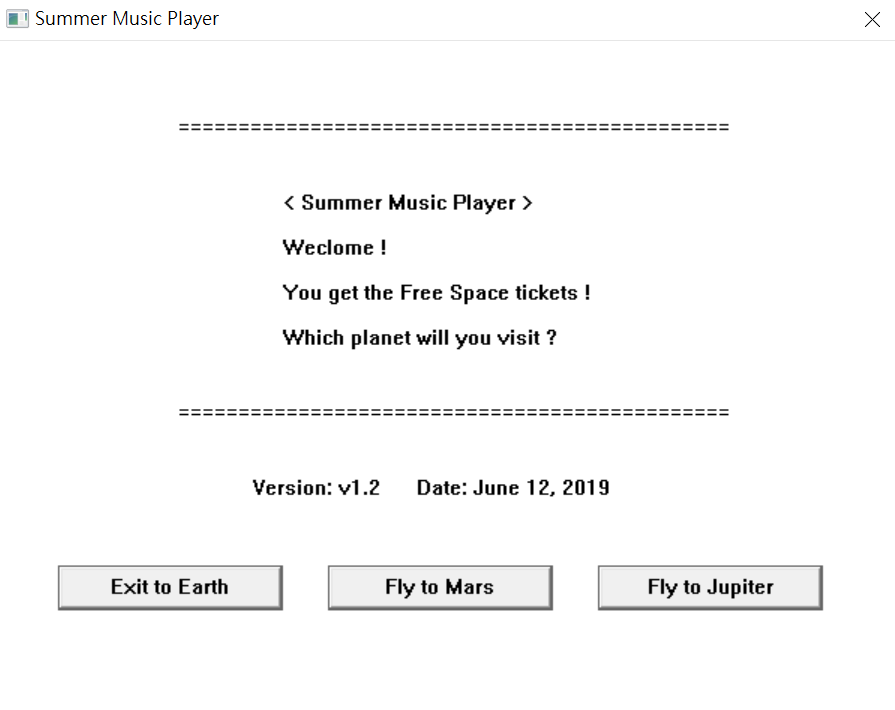 Summer Music Player
==============================================
< Summer Music Player >
Weclome !
You get the Free Space tickets !
Which planet will you visit ?
==============================================
Version: v1.2 Date: June 12, 2019
Exit to Earth Fly to Mars Fly to Jupiter